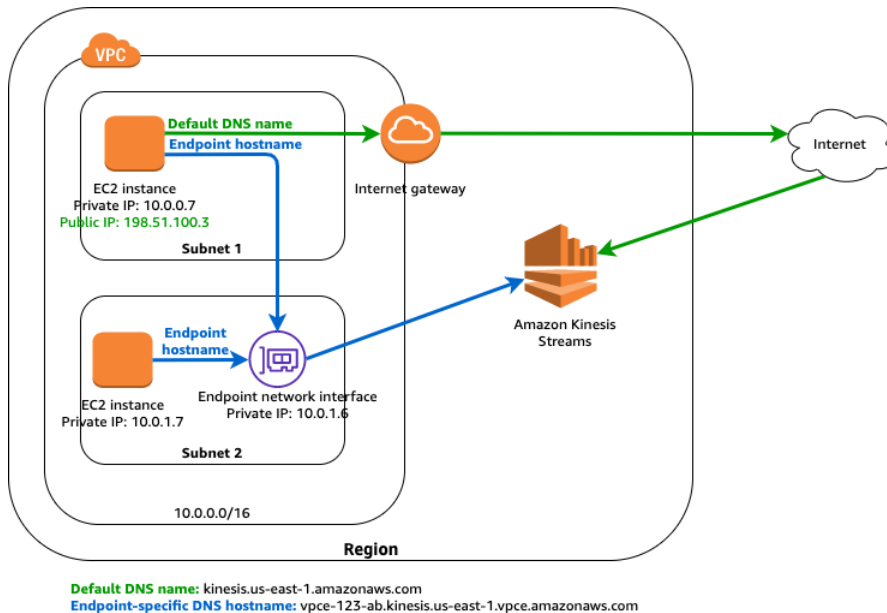 VPC
Default DNS name
Endpoint hostname
EC2 instance
Private IP: 10.0.0.7
Public IP: 198.51.100.3
Subnet 1
Internet gateway
Internet
Amazon Kinesis
Streams
Endpoint
hostname
EC2 instance
Private IP: 10.0.1.7
Endpoint network interface
Private IP: 10.0.1.6
Subnet 2
10.0.0.0/16
Region
Default DNS name: kinesis.us-east-1.amazonaws.com
Endpoint-specific DNS hostname: vpce-123-ab.kinesis.us-east-1.vpce.amazonaws.com